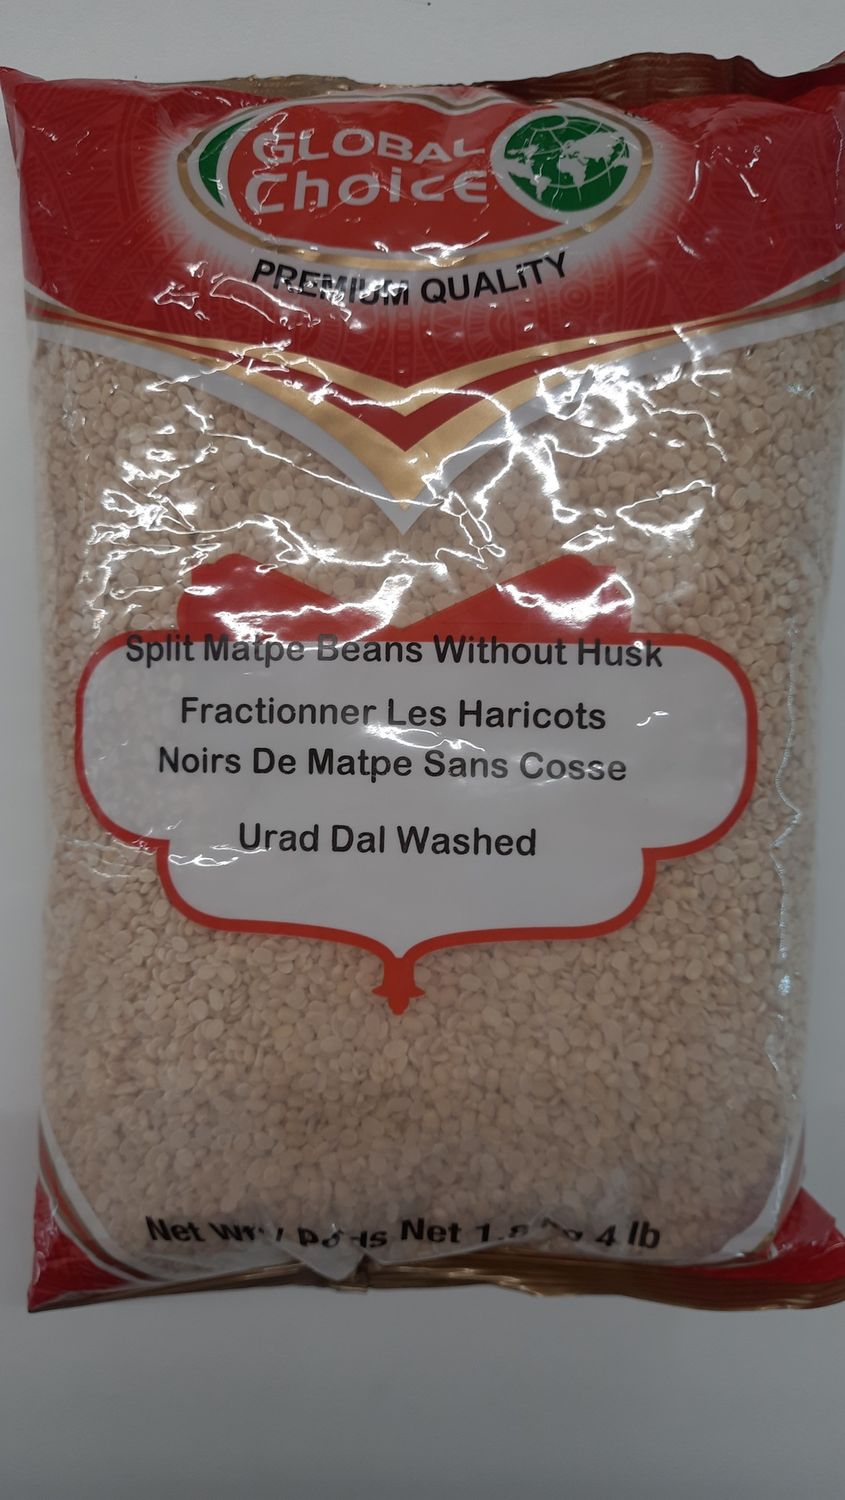 GLOBAL
Choice
PREMIUM QUALITY
Split Matpe Beans Without Husk
Fractionner Les Haricots
Noirs De Matpe Sans Cosse
Urad Dal Washed
Net Wt Net 4 lb